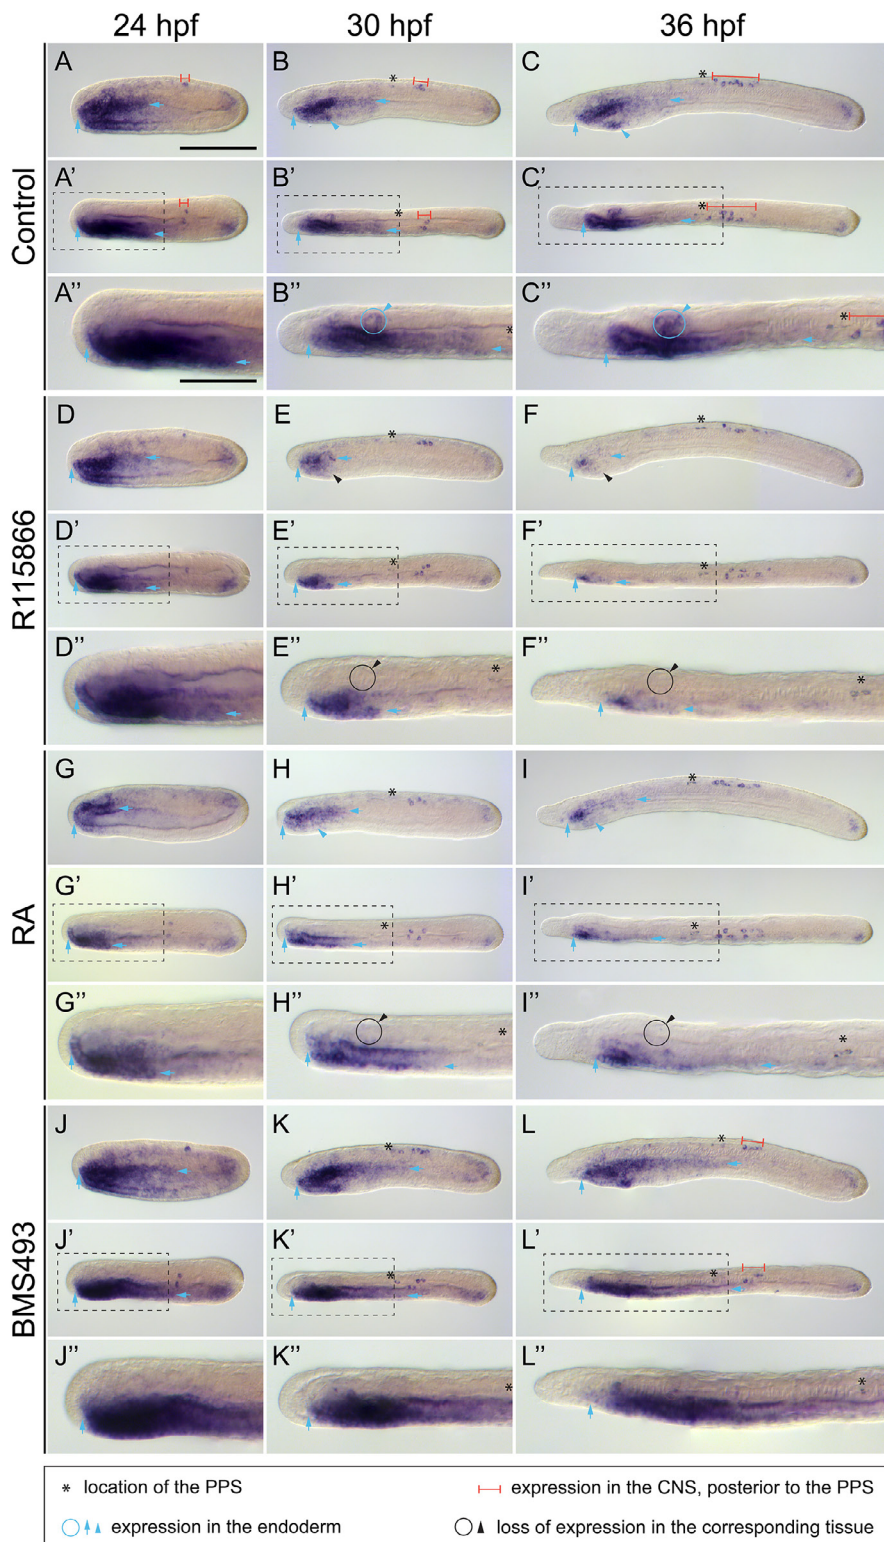 24 hpf 30 hpf 36 hpf
Control
A B C
* *
A' B' C'
* *
A'' B'' C''
* *
R115866
D E F
* *
D' E' F'
* *
D'' E'' F''
* *
RA
G H I
* *
G' H' I'
* *
G'' H'' I''
* *
BMS493
J K L
* *
J' K' L'
* *
J'' K'' L''
* *
* location of the PPS
expression in the CNS, posterior to the PPS
expression in the endoderm
loss of expression in the corresponding tissue